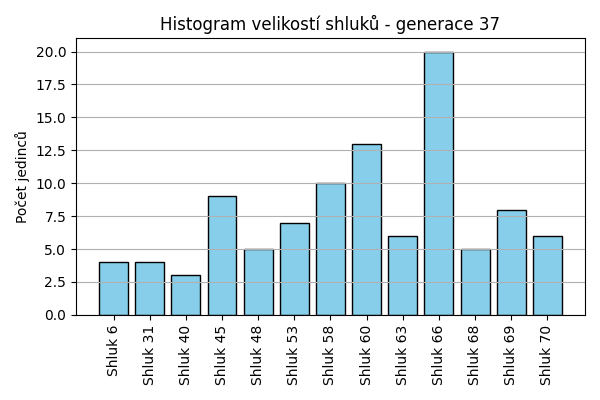 Histogram velikostí shluků - generace 37
Počet jedinců
20.0
17.5
15.0
12.5
10.0
7.5
5.0
2.5
0.0
Shluk 6
Shluk 31
Shluk 40
Shluk 45
Shluk 48
Shluk 53
Shluk 58
Shluk 60
Shluk 63
Shluk 66
Shluk 68
Shluk 69
Shluk 70